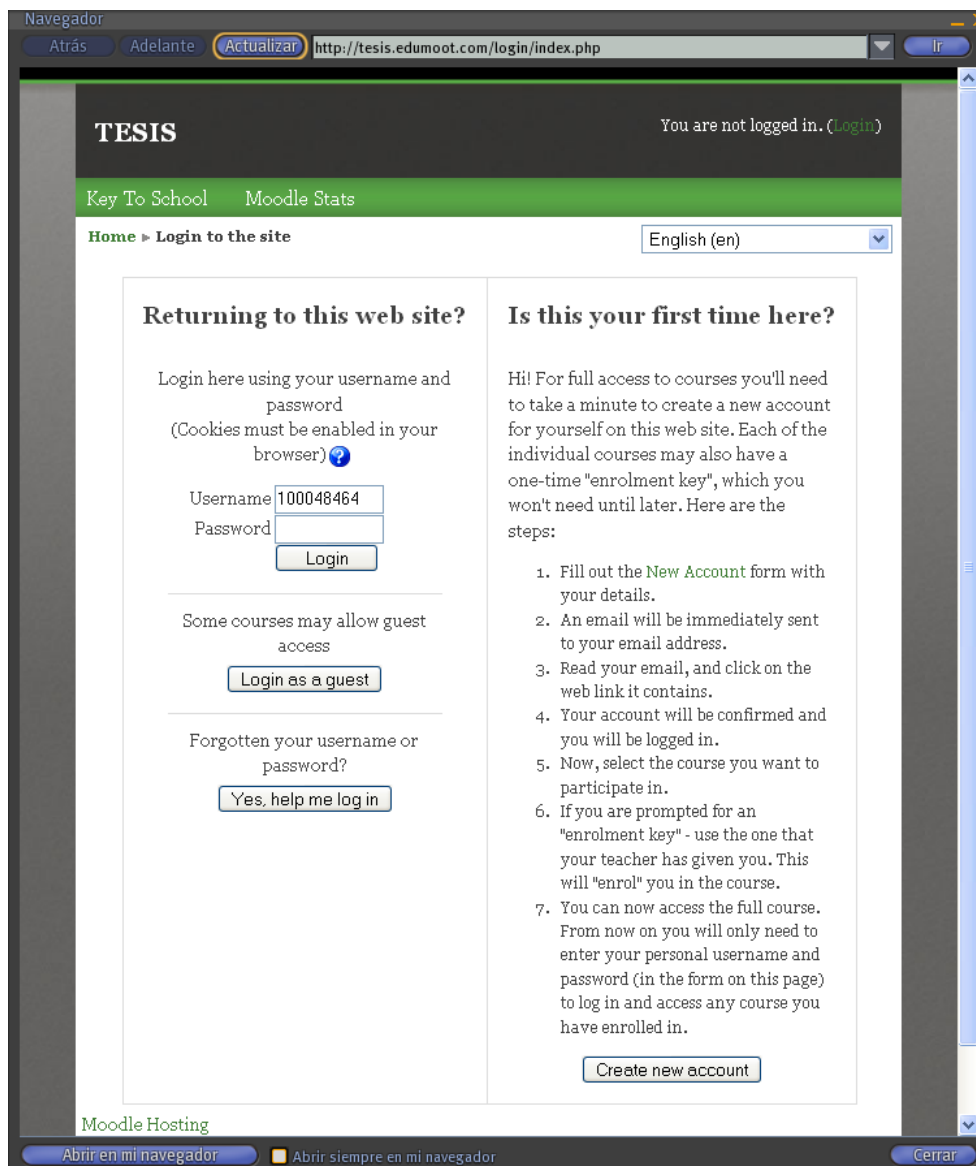 Navegador
Atrás Adelante Actualizar http://tesis.edumoot.com/login/index.php Ir
TESIS
You are not logged in. (Login)
Key To School Moodle Stats
Home ▶ Login to the site
English (en)
Returning to this web site?
Login here using your username and
password
(Cookies must be enabled in your
browser) ?
Username 100048464
Password
Login
Some courses may allow guest
access
Login as a guest
Forgotten your username or
password?
Yes, help me log in
Is this your first time here?
Hi! For full access to courses you'll need
to take a minute to create a new account
for yourself on this web site. Each of the
individual courses may also have a
one-time "enrolment key", which you
won't need until later. Here are the
steps:
1. Fill out the New Account form with
your details.
2. An email will be immediately sent
to your email address.
3. Read your email, and click on the
web link it contains.
4. Your account will be confirmed and
you will be logged in.
5. Now, select the course you want to
participate in.
6. If you are prompted for an
"enrolment key" - use the one that
your teacher has given you. This
will "enrol" you in the course.
7. You can now access the full course.
From now on you will only need to
enter your personal username and
password (in the form on this page)
to log in and access any course you
have enrolled in.
Create new account
Moodle Hosting
Abrir en mi navegador Abrir siempre en mi navegador Cerrar